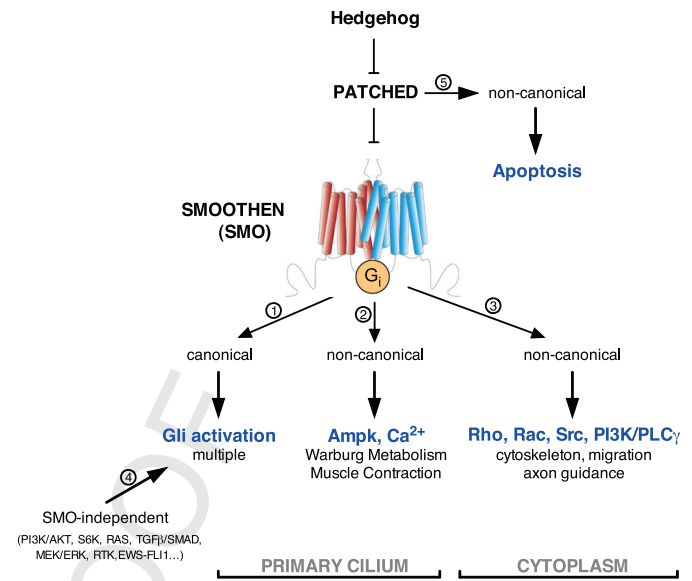 Hedgehog
PATCHED
⑤
non-canonical
Apoptosis
SMOOTHEN
(SMO)
Gi
①
②
③
canonical
non-canonical
non-canonical
Gli activation
multiple
Ampk, Ca²⁺
Warburg Metabolism
Muscle Contraction
Rho, Rac, Src, PI3K/PLCγ
cytoskeleton, migration
axon guidance
④
SMO-independent
(PI3K/AKT, S6K, RAS, TGFβ/SMAD,
MEK/ERK, RTK,EWS-FLI1...)
PRIMARY CILIUM
CYTOPLASM
OOF